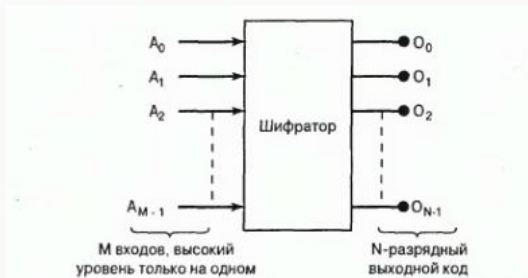 A0 O0
A1 O1
A2 O2
Шифратор
AM - 1 ON-1
М входов, высокий
уровень только на одном
N-разрядный
выходной код